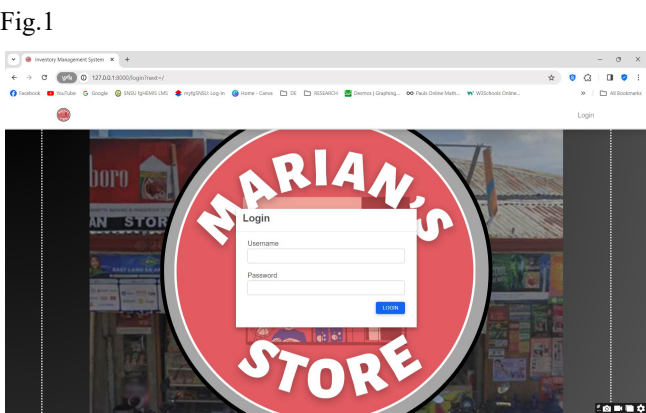 Fig.1
Inventory Management System
127.0.0.1:8000/login?next=/
Facebook YouTube Google SNSU fgHEMIS LMS myfgSNSU: Log-in Home - Canva DE RESEARCH Desmos | Graphing... Pauls Online Math... W3Schools Online... All Bookmarks
Login
boro
AN STOR
MARIAN'S
Login
Username
Password
LOGIN
STORE